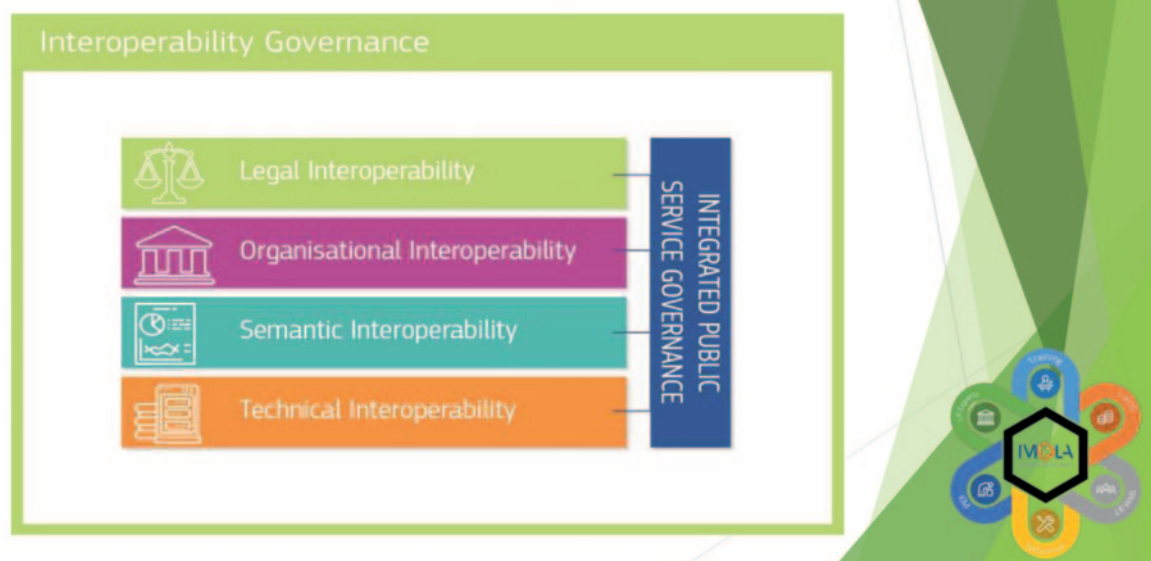 Interoperability Governance
Legal Interoperability
Organisational Interoperability
Semantic Interoperability
Technical Interoperability
INTEGRATED PUBLIC
SERVICE GOVERNANCE
Training
IMOLA